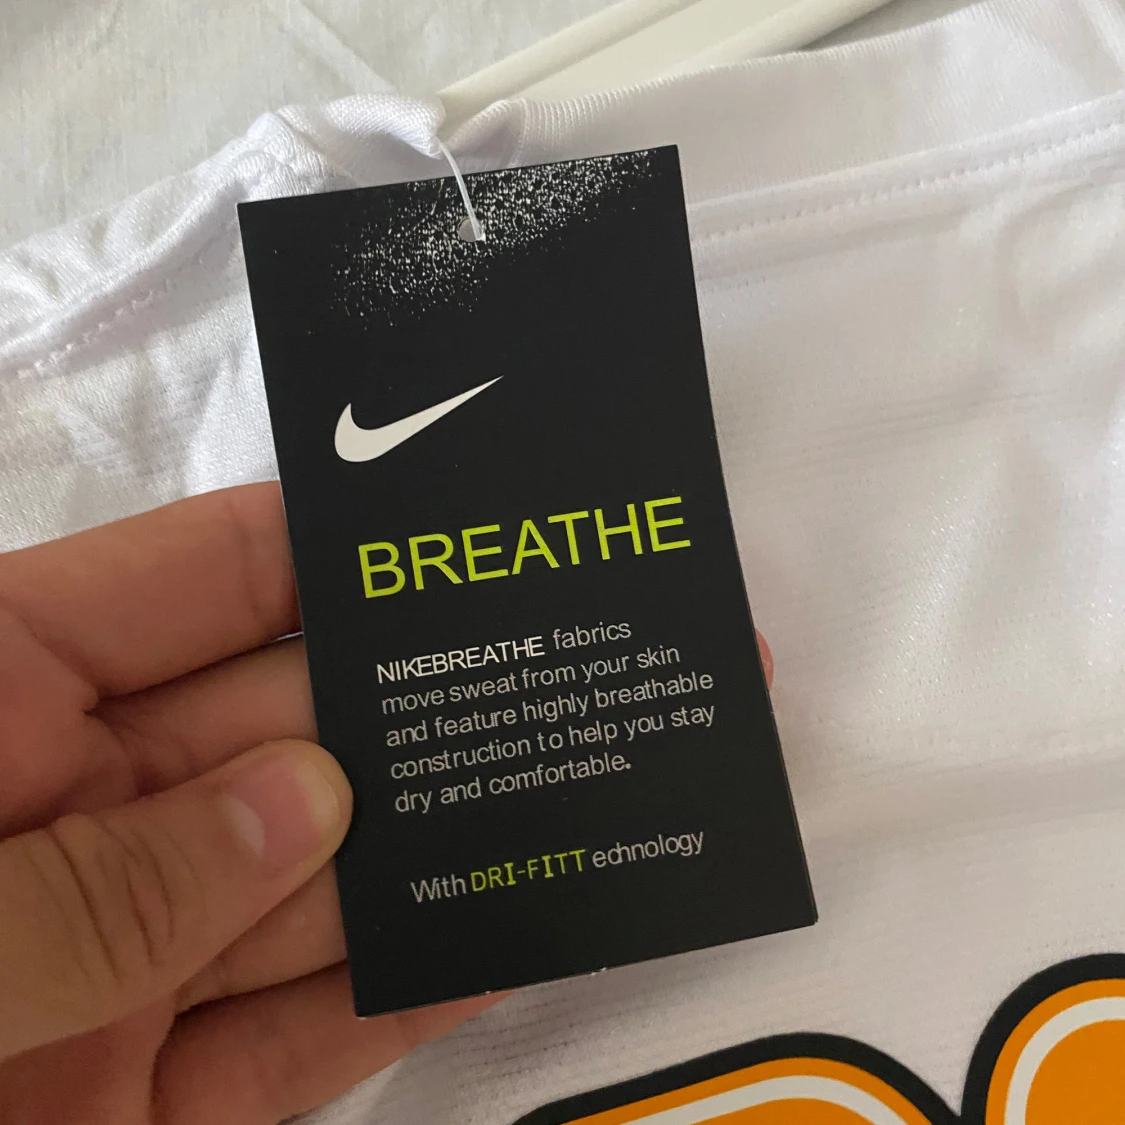 BREATHE
NIKEBREATHE fabrics
move sweat from your skin
and feature highly breathable
construction to help you stay
dry and comfortable.
With DRI-FITT echnology